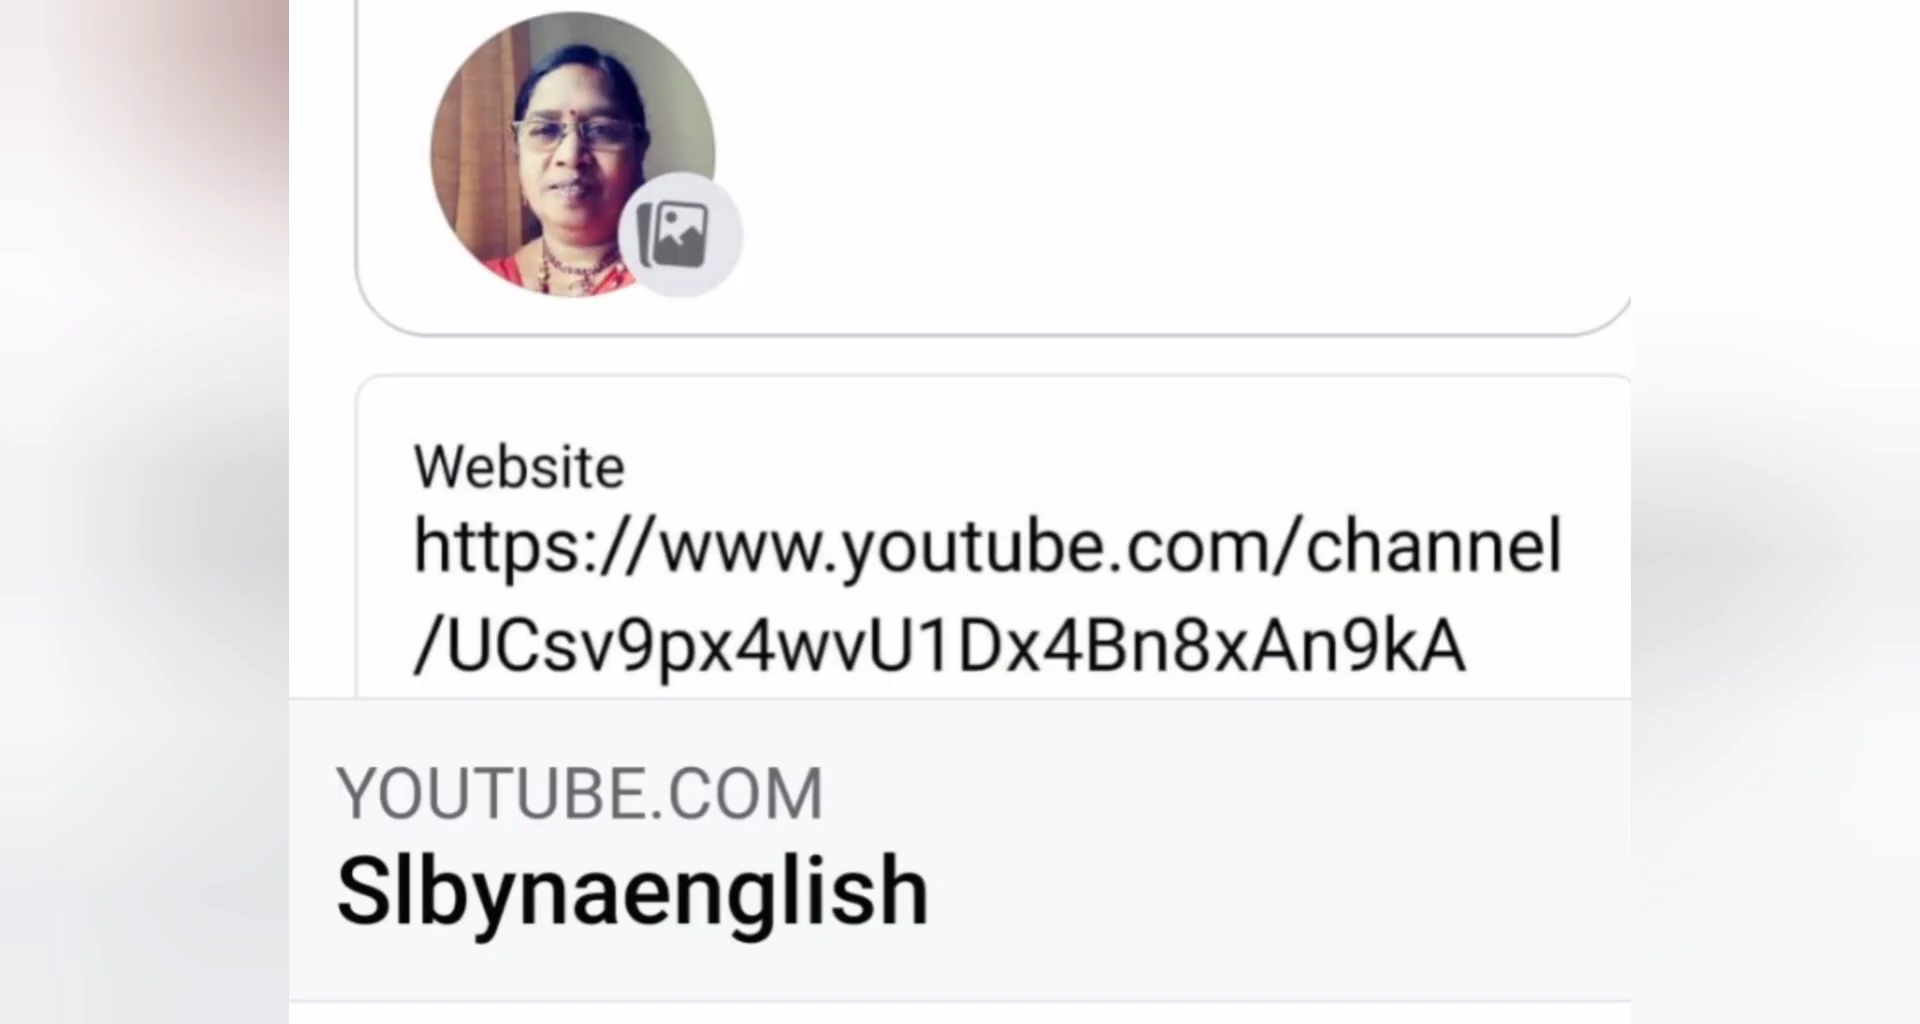 Website
https://www.youtube.com/channel
/UCsv9px4wvU1Dx4Bn8xAn9kA
YOUTUBE.COM
Slbynaenglish